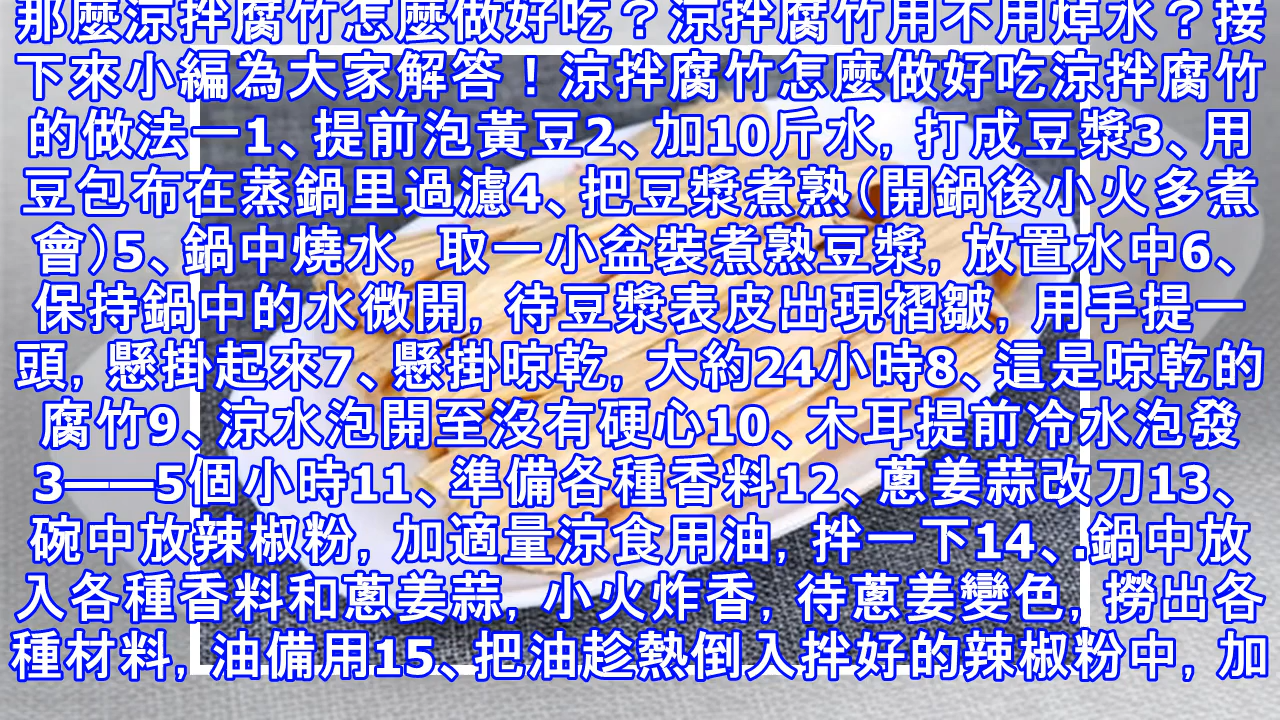 那麼涼拌腐竹怎麼做好吃？涼拌腐竹用不用焯水？接
下來小編為大家解答！涼拌腐竹怎麼做好吃涼拌腐竹
的做法一1、提前泡黃豆2、加10斤水, 打成豆漿3、用
豆包布在蒸鍋里過濾4、把豆漿煮熟(開鍋後小火多煮
會)5、鍋中燒水, 取一小盆裝煮熟豆漿, 放置水中6、
保持鍋中的水微開, 待豆漿表皮出現褶皺, 用手提一
頭, 懸掛起來7、懸掛晾乾, 大約24小時8、這是晾乾的
腐竹9、涼水泡開至沒有硬心10、木耳提前冷水泡發
3——5個小時11、準備各種香料12、蔥姜蒜改刀13、
碗中放辣椒粉, 加適量涼食用油, 拌一下14、.鍋中放
入各種香料和蔥姜蒜, 小火炸香, 待蔥姜變色, 撈出各
種材料, 油備用15、把油趁熱倒入拌好的辣椒粉中, 加